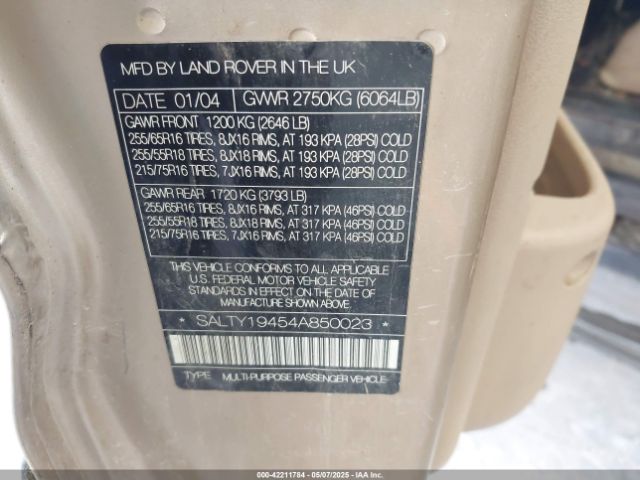 MFD BY LAND ROVER IN THE UK
DATE 01/04 GVWR 2750KG (6064LB)
GAWR FRONT 1200 KG (2646 LB)
255/65R16 TIRES, 8JX16 RIMS, AT 193 KPA (28PSI) COLD
255/55R18 TIRES, 8JX18 RIMS, AT 193 KPA (28PSI) COLD
215/75R16 TIRES, 7JX16 RIMS, AT 193 KPA (28PSI) COLD
GAWR REAR 1720 KG (3793 LB)
255/65R16 TIRES, 8JX16 RIMS, AT 317 KPA (46PSI) COLD
255/55R18 TIRES, 8JX18 RIMS, AT 317 KPA (46PSI) COLD
215/75R16 TIRES, 7JX16 RIMS, AT 317 KPA (46PSI) COLD
THIS VEHICLE CONFORMS TO ALL APPLICABLE
U.S. FEDERAL MOTOR VEHICLE SAFETY
STANDARDS IN EFFECT ON THE DATE OF
MANUFACTURE SHOWN ABOVE
* SALTY19454A850023 *
TYPE MULTI-PURPOSE PASSENGER VEHICLE
000-42211784 - 05/07/2025 - IAAI.COM